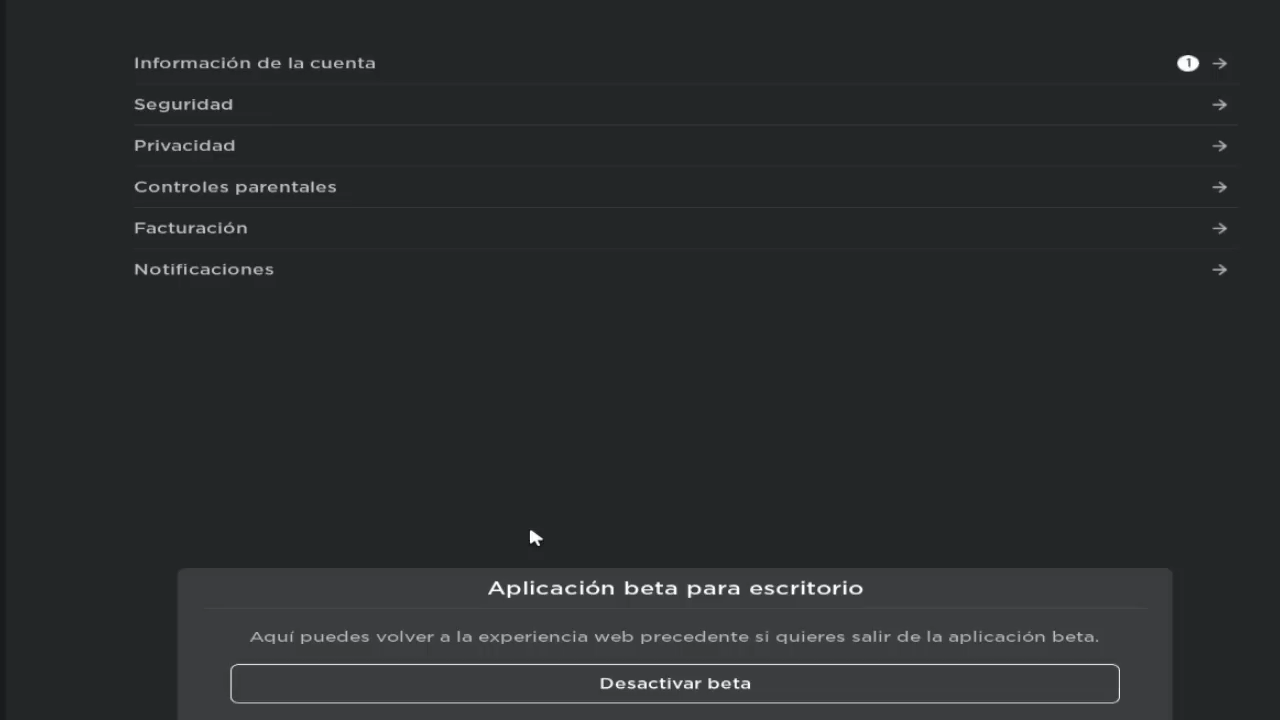 Información de la cuenta 1
Seguridad
Privacidad
Controles parentales
Facturación
Notificaciones
Aplicación beta para escritorio
Aquí puedes volver a la experiencia web precedente si quieres salir de la aplicación beta.
Desactivar beta